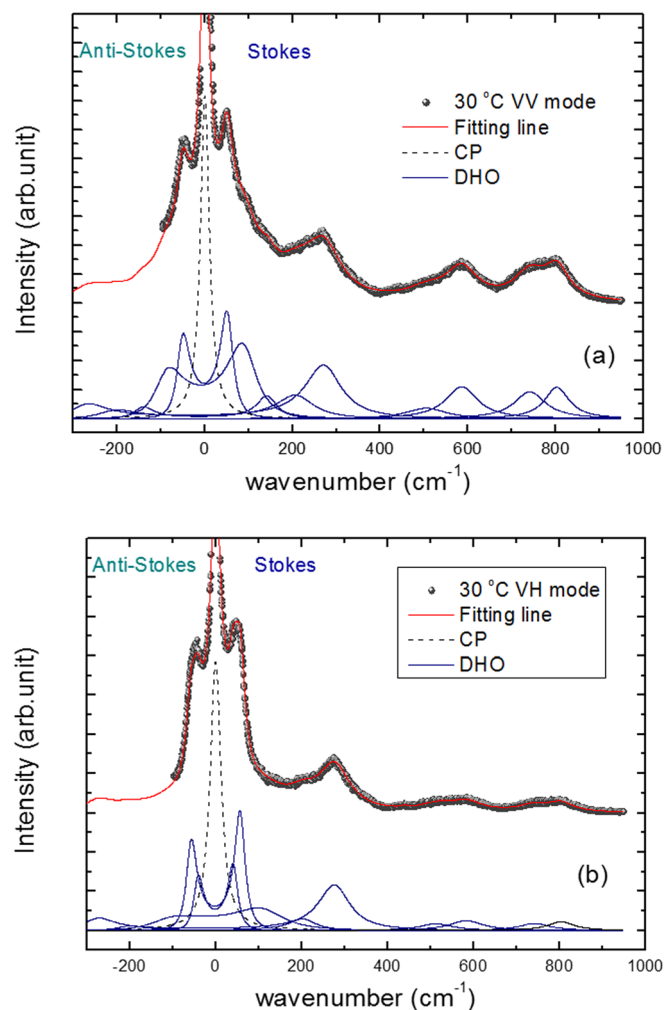 Anti-Stokes Stokes
30 °C VV mode
Fitting line
CP
DHO
Intensity (arb.unit)
(a)
-200 0 200 400 600 800 1000
wavenumber (cm⁻¹)
Anti-Stokes Stokes
30 °C VH mode
Fitting line
CP
DHO
Intensity (arb.unit)
(b)
-200 0 200 400 600 800 1000
wavenumber (cm⁻¹)